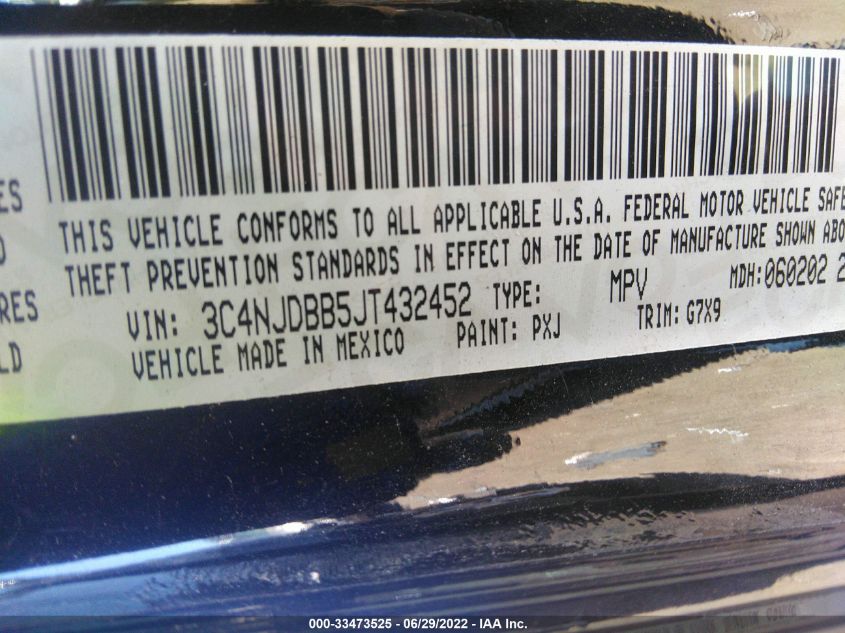 ES
THIS VEHICLE CONFORMS TO ALL APPLICABLE U.S.A. FEDERAL MOTOR VEHICLE SAFE
THEFT PREVENTION STANDARDS IN EFFECT ON THE DATE OF MANUFACTURE SHOWN ABO
RES VIN: 3C4NJDBB5JT432452 TYPE: MPV MDH:060202 2
LD VEHICLE MADE IN MEXICO PAINT: PXJ TRIM: G7X9
000-33473525 - 06/29/2022 - IAA Inc.